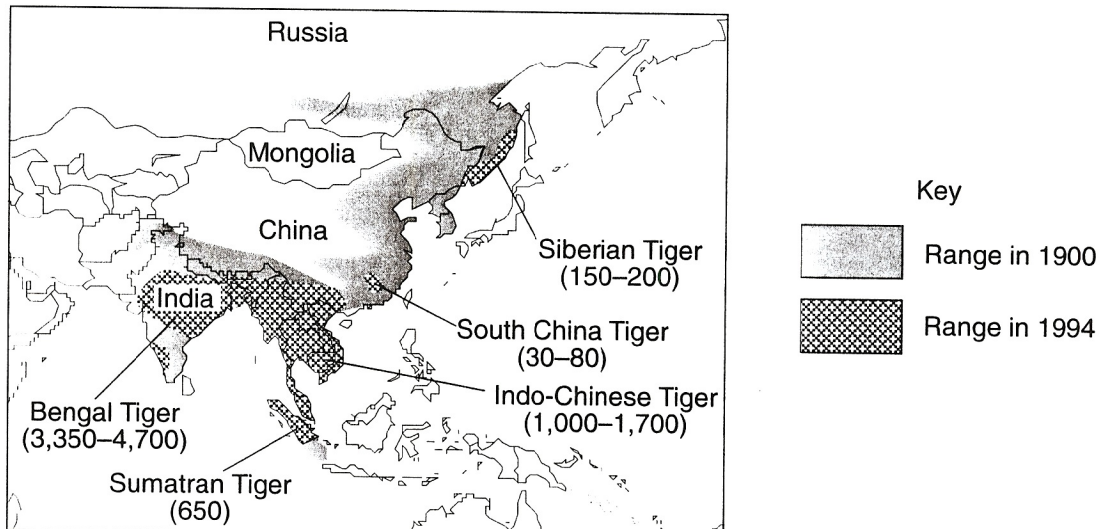 Russia
Mongolia
China
India
Siberian Tiger
(150–200)
South China Tiger
(30–80)
Indo-Chinese Tiger
(1,000–1,700)
Bengal Tiger
(3,350–4,700)
Sumatran Tiger
(650)
Key
Range in 1900
Range in 1994